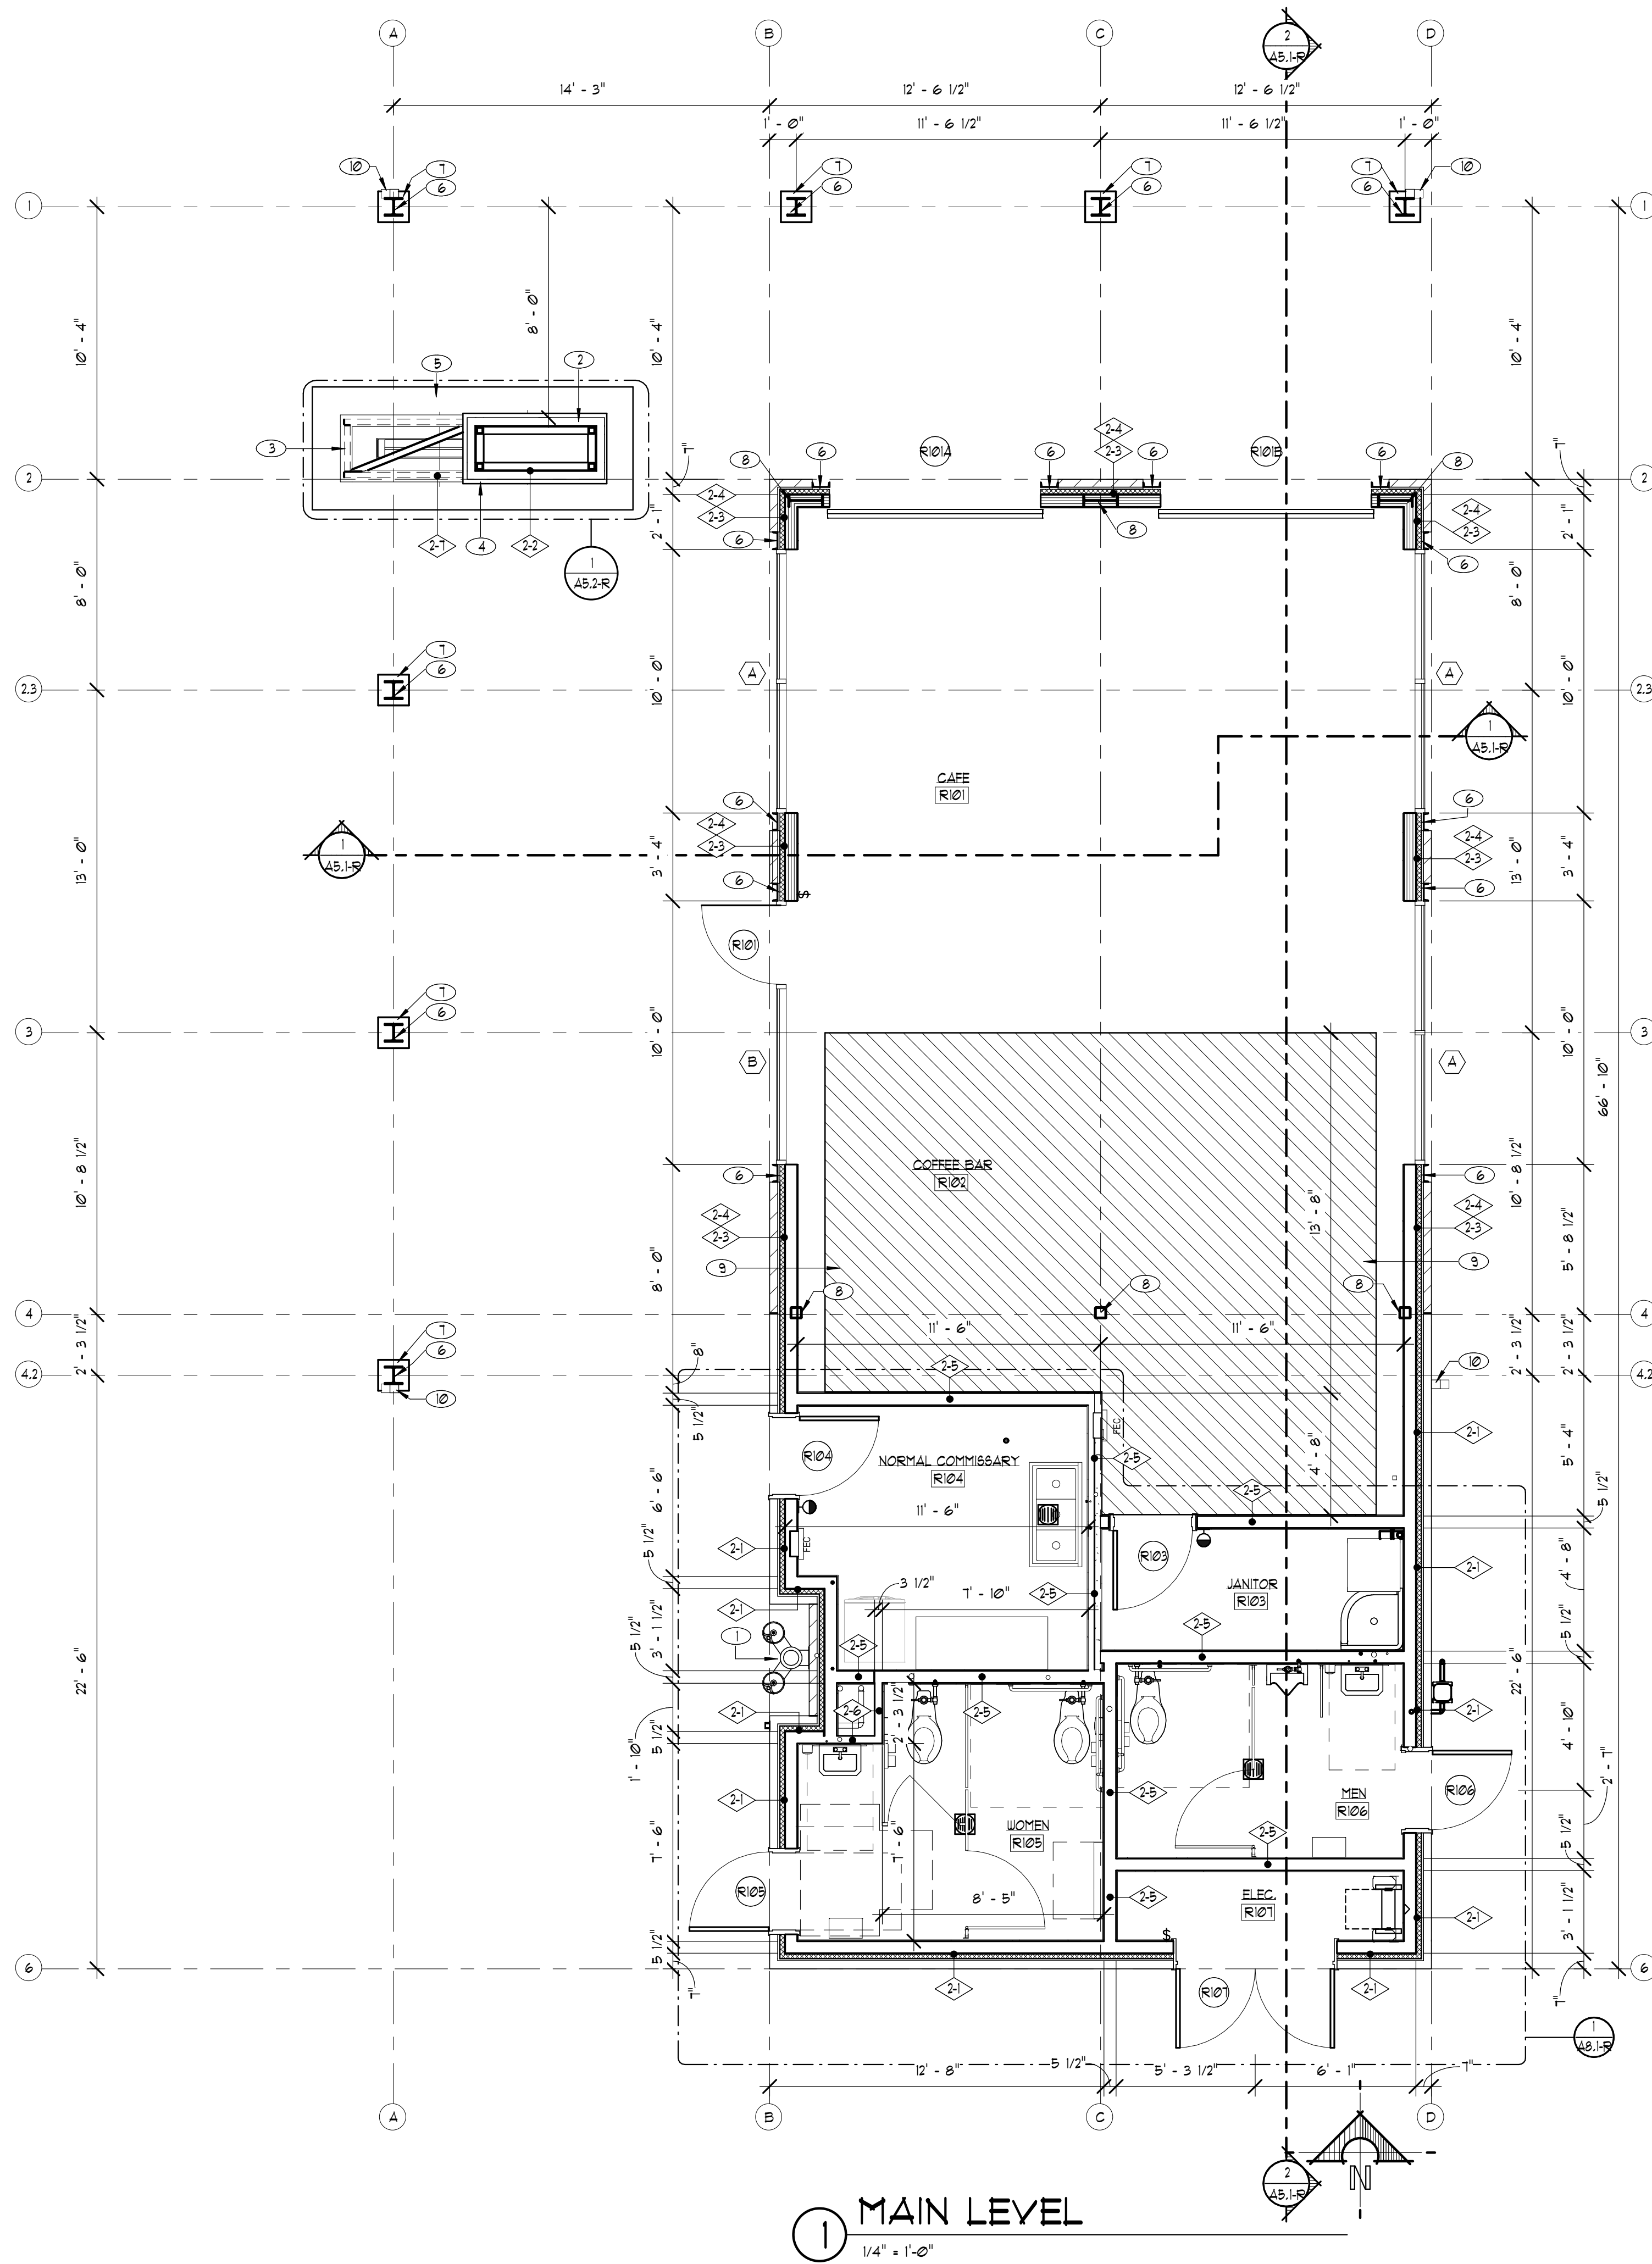 A
B
C
D
2
A5.1-R
14' - 3"
12' - 6 1/2"
12' - 6 1/2"
1' - 0"
11' - 6 1/2"
11' - 6 1/2"
1' - 0"
10
7
6
7
6
7
6
7
6
10
1
1
10' - 4"
8' - 0"
10' - 4"
10' - 4"
5
2
3
2-7
4
2-2
1
A5.2-R
R101A
R101B
2-4
2-3
6
6
6
6
8
8
8
7"
7"
2
2
2-4
2-3
6
2-4
2-3
6
2' - 1"
2' - 1"
8' - 0"
8' - 0"
7
6
A
A
10' - 0"
10' - 0"
2.3
2.3
1
A5.1-R
CAFE
R101
6
2-4
2-3
6
6
2-4
2-3
6
3' - 4"
3' - 4"
13' - 0"
13' - 0"
1
A5.1-R
$
R101
7
6
3
3
10' - 0"
10' - 0"
B
A
66' - 10"
COFFEE BAR
R102
13' - 8"
6
6
2-4
2-3
2-4
2-3
9
9
10' - 8 1/2"
10' - 8 1/2"
5' - 8 1/2"
8' - 0"
8
8
8
4
4
11' - 6"
11' - 6"
2' - 3 1/2"
2' - 3 1/2"
2' - 3 1/2"
7
6
10
4.2
4.2
8"
2-5
10
5 1/2"
2-1
5' - 4"
FEC
2-5
4' - 8"
R104
NORMAL COMMISSARY
R104
11' - 6"
6' - 6"
2-5
5 1/2"
2-1
FEC
5 1/2"
R103
2-1
4' - 8"
3 1/2"
7' - 10"
2-5
JANITOR
R103
2-1
1
2-5
2-5
5 1/2"
3' - 1 1/2"
5 1/2"
22' - 6"
22' - 6"
2-1
2-6
2' - 3 1/2"
2-5
2-1
4' - 10"
5 1/2"
1' - 10"
2-1
2-5
MEN
R106
R106
2' - 7"
7' - 6"
7' - 6"
WOMEN
R105
2-5
5 1/2"
R105
8' - 5"
2-5
ELEC.
R107
2-1
3' - 1 1/2"
$
5 1/2"
6
6
7"
2-1
R107
2-1
7"
1
A8.1-R
12' - 8"
5 1/2"
5' - 3 1/2"
6' - 1"
7"
A
B
C
D
2
A5.1-R
N
1
MAIN LEVEL
1/4" = 1'-0"